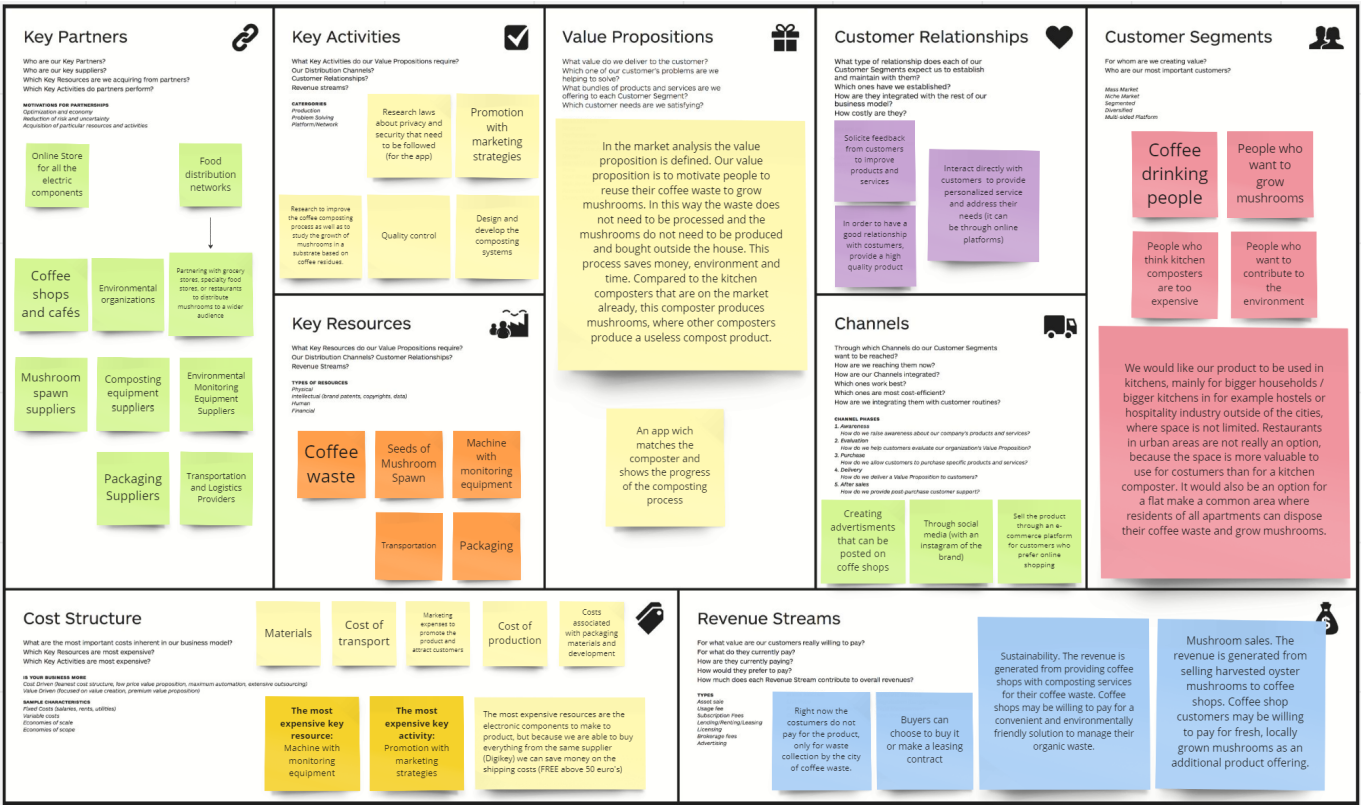 Key Partners
Who are our Key Partners?
Who are our key suppliers?
Which Key Resources are we acquiring from partners?
Which Key Activities do partners perform?
MOTIVATIONS FOR PARTNERSHIPS
Optimization and economy
Reduction of risk and uncertainty
Acquisition of particular resources and activities
Online Store
for all the
electric
components
Food
distribution
networks
Coffee
shops
and cafés
Environmental
organizations
Partnering with grocery
stores, specialty food
stores, or restaurants
to distribute
mushrooms to a wider
audience
Mushroom
spawn
suppliers
Composting
equipment
suppliers
Environmental
Monitoring
Equipment
Suppliers
Packaging
Suppliers
Transportation
and Logistics
Providers
Key Activities
What Key Activities do our Value Propositions require?
Our Distribution Channels?
Customer Relationships?
Revenue streams?
CATERGORIES
Production
Problem Solving
Platform/Network
Research laws
about privacy and
security that need
to be followed
(for the app)
Promotion
with
marketing
strategies
Research to improve
the coffee composting
process as well as to
study the growth of
mushrooms in a
substrate based on
coffee residues.
Quality control
Design and
develop the
composting
systems
Key Resources
What Key Resources do our Value Propositions require?
Our Distribution Channels? Customer Relationships?
Revenue Streams?
TYPES OF RESOURCES
Physical
Intellectual (brand patents, copyrights, data)
Human
Financial
Coffee
waste
Seeds of
Mushroom
Spawn
Machine
with
monitoring
equipment
Transportation
Packaging
Value Propositions
What value do we deliver to the customer?
Which one of our customer's problems are we
helping to solve?
What bundles of products and services are we
offering to each Customer Segment?
Which customer needs are we satisfying?
In the market analysis the value
proposition is defined. Our value
proposition is to motivate people to
reuse their coffee waste to grow
mushrooms. In this way the waste does
not need to be processed and the
mushrooms do not need to be produced
and bought outside the house. This
process saves money, environment and
time. Compared to the kitchen
composters that are on the market
already, this composter produces
mushrooms, where other composters
produce a useless compost product.
An app wich
matches the
composter and
shows the progress
of the composting
process
Customer Relationships
What type of relationship does each of our
Customer Segments expect us to establish
and maintain with them?
Which ones have we established?
How are they integrated with the rest of our
business model?
How costly are they?
Solicite feedback
from customers
to improve
products and
services
Interact directly with
customers to provide
personalized service
and address their
needs (it can
be through online
platforms)
In order to have a
good relationship
with costumers,
provide a high
quality product
Channels
Through which Channels do our Customer Segments
want to be reached?
How are we reaching them now?
How are our Channels integrated?
Which ones work best?
Which ones are most cost-efficient?
How are we integrating them with customer routines?
CHANNEL PHASES
1. Awareness
How do we raise awareness about our company's products and services?
2. Evaluation
How do we help customers evaluate our organization's Value Proposition?
3. Purchase
How do we allow customers to purchase specific products and services?
4. Delivery
How do we deliver a Value Proposition to customers?
5. After sales
How do we provide post-purchase customer support?
Creating
advertisments
that can be
posted on
coffe shops
Through social
media (with an
instagram of the
brand)
Sell the product
through an e-
commerce platform
for customers who
prefer online
shopping
Customer Segments
For whom are we creating value?
Who are our most important customers?
Mass Market
Niche Market
Segmented
Diversified
Multi-sided Platform
Coffee
drinking
people
People who
want to
grow
mushrooms
People who
think kitchen
composters
are too
expensive
People who
want to
contribute to
the
environment
We would like our product to be used in
kitchens, mainly for bigger households /
bigger kitchens in for example hostels or
hospitality industry outside of the cities,
where space is not limited. Restaurants
in urban areas are not really an option,
because the space is more valuable to
use for costumers than for a kitchen
composter. It would also be an option for
a flat make a common area where
residents of all apartments can dispose
their coffee waste and grow mushrooms.
Cost Structure
What are the most important costs inherent in our business model?
Which Key Resources are most expensive?
Which Key Activities are most expensive?
IS YOUR BUSINESS MORE
Cost Driven (leanest cost structure, low price value proposition, maximum automation, extensive outsourcing)
Value Driven (focused on value creation, premium value proposition)
SAMPLE CHARACTERISTICS
Fixed Costs (salaries, rents, utilities)
Variable costs
Economies of scale
Economies of scope
Materials
Cost of
transport
Marketing
expenses to
promote the
product and
attract customers
Cost of
production
Costs
associated
with packaging
materials and
development
The most
expensive key
resource:
Machine with
monitoring
equipment
The most
expensive key
activity:
Promotion with
marketing
strategies
The most expensive resources are the
electronic components to make to
product, but because we are able to buy
everything from the same supplier
(Digikey) we can save money on the
shipping costs (FREE above 50 euro's)
Revenue Streams
For what value are our customers really willing to pay?
For what do they currently pay?
How are they currently paying?
How would they prefer to pay?
How much does each Revenue Stream contribute to overall revenues?
TYPES
Asset sale
Usage fee
Subscription Fees
Lending/Renting/Leasing
Licensing
Brokerage fees
Advertising
Right now the
costumers do not
pay for the product,
only for waste
collection by the city
of coffee waste.
Buyers can
choose to buy it
or make a leasing
contract
Sustainability. The revenue is
generated from providing coffee
shops with composting services
for their coffee waste. Coffee
shops may be willing to pay for a
convenient and environmentally
friendly solution to manage their
organic waste.
Mushroom sales. The
revenue is generated from
selling harvested oyster
mushrooms to coffee
shops. Coffee shop
customers may be willing
to pay for fresh, locally
grown mushrooms as an
additional product offering.